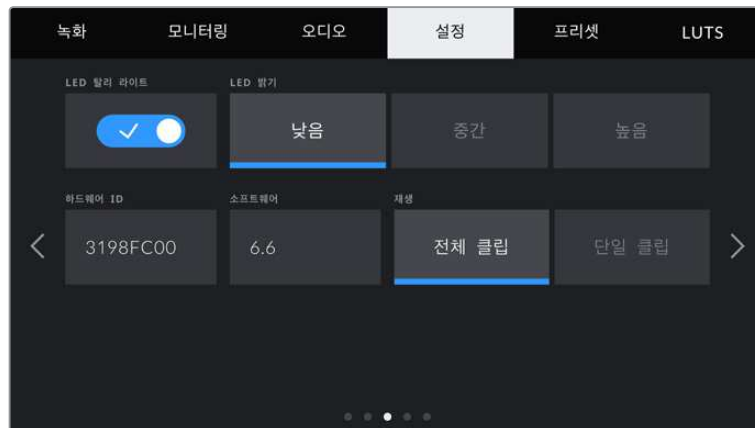 녹화 모니터링 오디오 설정 프리셋 LUTS
LED 탈리 라이트 LED 밝기
낮음 중간 높음
하드웨어 ID 소프트웨어 재생
3198FC00 6.6 전체 클립 단일 클립